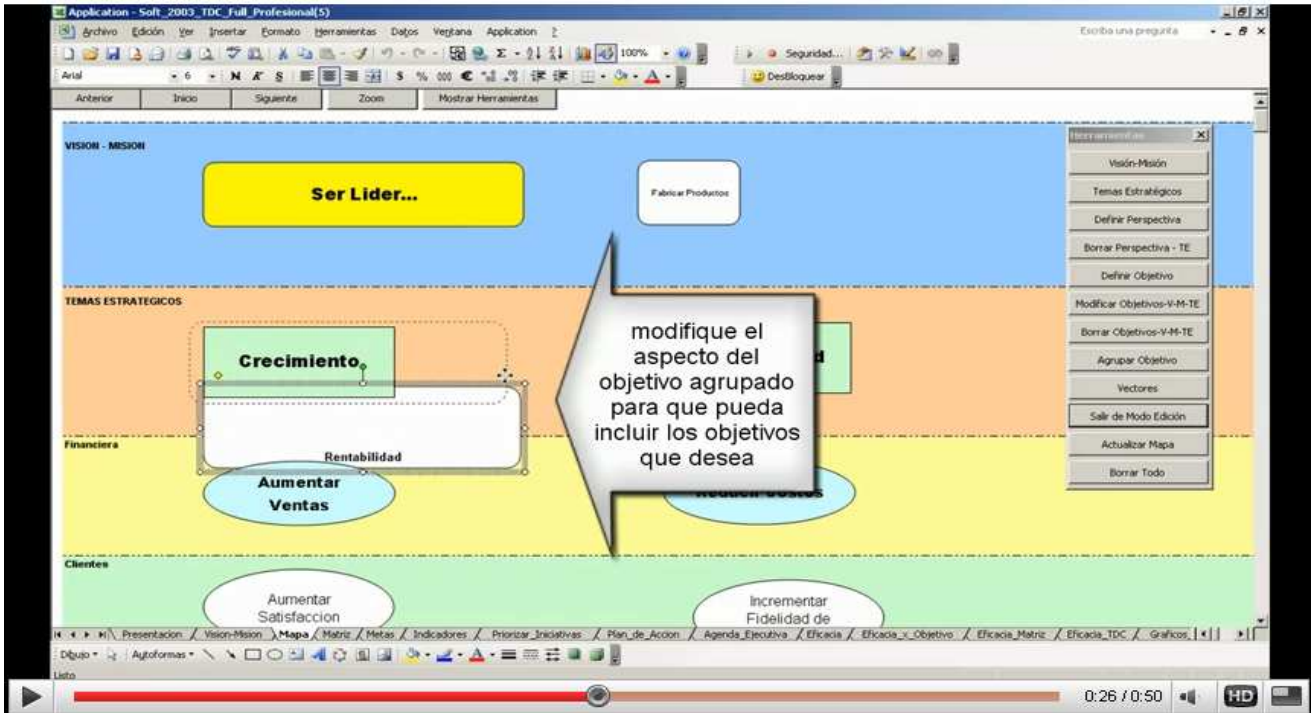 Application - Soft_2003_TDC_Full_Profesional(5)
Archivo Edición Ver Insertar Formato Herramientas Datos Ventana Application ?
Escriba una pregunta
100%
Seguridad...
Arial 6 N K S $ % 000 €
DesBloquear
Anterior Inicio Siguiente Zoom Mostrar Herramientas
VISION - MISION
Ser Lider...
Fabricar Productos
Herramientas
Visión-Misión
Temas Estratégicos
Definir Perspectiva
Borrar Perspectiva - TE
Definir Objetivo
Modificar Objetivos-V-M-TE
Borrar Objetivos-V-M-TE
Agrupar Objetivo
Vectores
Salir de Modo Edición
Actualizar Mapa
Borrar Todo
TEMAS ESTRATEGICOS
Crecimiento
modifique el
aspecto del
objetivo agrupado
para que pueda
incluir los objetivos
que desea
d
Financiera
Rentabilidad
Aumentar
Ventas
Reducir Costos
Clientes
Aumentar
Satisfaccion
Incrementar
Fidelidad de
Presentacion / Vision-Mision / Mapa / Matriz / Metas / Indicadores / Priorizar_Iniciativas / Plan_de_Accion / Agenda_Ejecutiva / Eficacia / Eficacia_x_Objetivo / Eficacia_Matriz / Eficacia_TDC / Graficos_
Dibujo Autoformas
Listo
0:26 / 0:50 HD